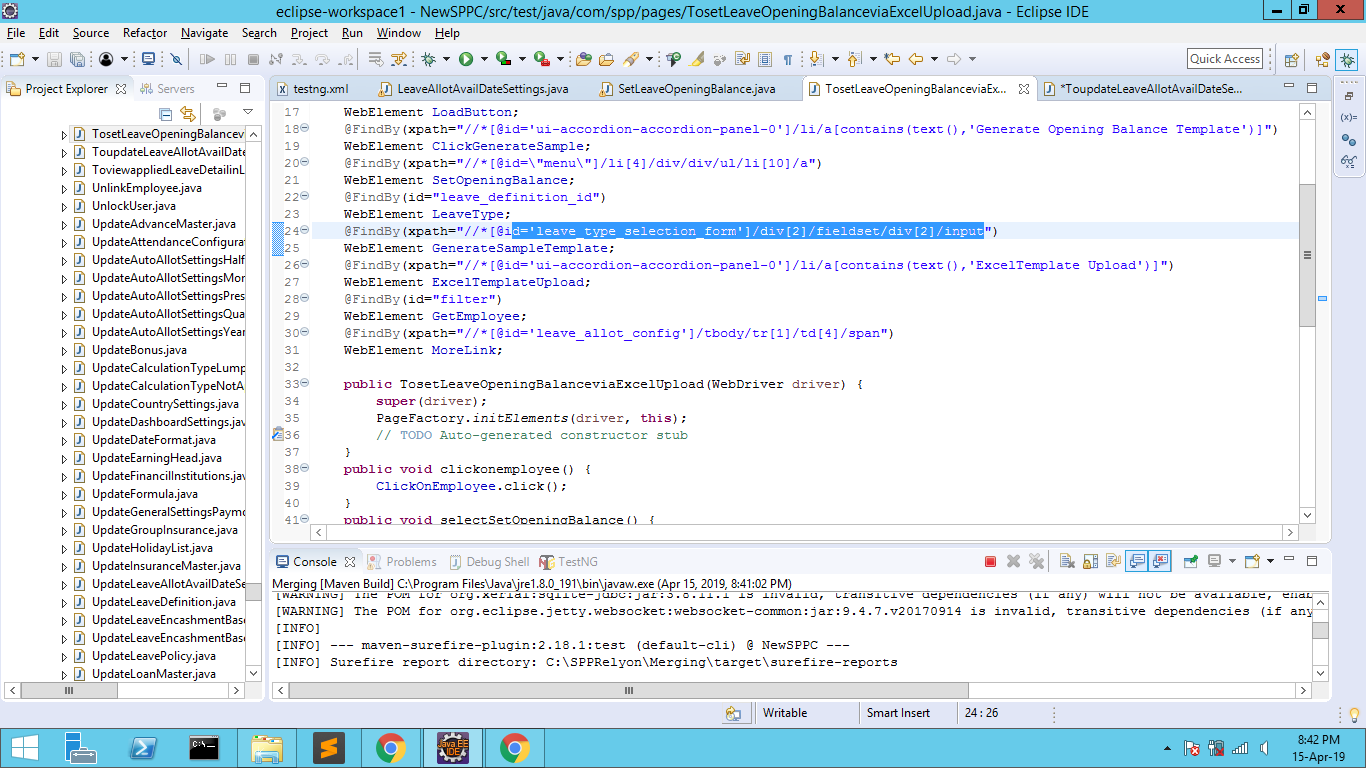 eclipse-workspace1 - NewSPPC/src/test/java/com/spp/pages/TosetLeaveOpeningBalanceviaExcelUpload.java - Eclipse IDE
File Edit Source Refactor Navigate Search Project Run Window Help
Quick Access
Project Explorer Servers
testng.xml LeaveAllotAvailDateSettings.java SetLeaveOpeningBalance.java TosetLeaveOpeningBalanceviaEx... *ToupdateLeaveAllotAvailDateSe...
TosetLeaveOpeningBalancev
ToupdateLeaveAllotAvailDate
ToviewappliedLeaveDetailinL
UnlinkEmployee.java
UnlockUser.java
UpdateAdvanceMaster.java
UpdateAttendanceConfigurat
UpdateAutoAllotSettingsHalf
UpdateAutoAllotSettingsMor
UpdateAutoAllotSettingsPres
UpdateAutoAllotSettingsQua
UpdateAutoAllotSettingsYear
UpdateBonus.java
UpdateCalculationTypeLump
UpdateCalculationTypeNotA
UpdateCountrySettings.java
UpdateDashboardSettings.jav
UpdateDateFormat.java
UpdateEarningHead.java
UpdateFinancilInstitutions.jav
UpdateFormula.java
UpdateGeneralSettingsPaymo
UpdateGroupInsurance.java
UpdateHolidayList.java
UpdateInsuranceMaster.java
UpdateLeaveAllotAvailDateSe
UpdateLeaveDefinition.java
UpdateLeaveEncashmentBase
UpdateLeaveEncashmentBase
UpdateLeavePolicy.java
UpdateLoanMaster.java
17 WebElement LoadButton;
18 @FindBy(xpath="//*[@id='ui-accordion-accordion-panel-0']/li/a[contains(text(),'Generate Opening Balance Template')]")
19 WebElement ClickGenerateSample;
20 @FindBy(xpath="//*[@id=\"menu\"]/li[4]/div/div/ul/li[10]/a")
21 WebElement SetOpeningBalance;
22 @FindBy(id="leave_definition_id")
23 WebElement LeaveType;
24 @FindBy(xpath="//*[@id='leave_type_selection_form']/div[2]/fieldset/div[2]/input")
25 WebElement GenerateSampleTemplate;
26 @FindBy(xpath="//*[@id='ui-accordion-accordion-panel-0']/li/a[contains(text(),'ExcelTemplate Upload')]")
27 WebElement ExcelTemplateUpload;
28 @FindBy(id="filter")
29 WebElement GetEmployee;
30 @FindBy(xpath="//*[@id='leave_allot_config']/tbody/tr[1]/td[4]/span")
31 WebElement MoreLink;
32
33 public TosetLeaveOpeningBalanceviaExcelUpload(WebDriver driver) {
34 super(driver);
35 PageFactory.initElements(driver, this);
36 // TODO Auto-generated constructor stub
37 }
38 public void clickonemployee() {
39 ClickOnEmployee.click();
40 }
41 public void selectSetOpeningBalance() {
Console Problems Debug Shell TestNG
Merging [Maven Build] C:\Program Files\Java\jre1.8.0_191\bin\javaw.exe (Apr 15, 2019, 8:41:02 PM)
[WARNING] The POM for org.xerial:sqlite-jdbc:jar:3.8.11.1 is invalid, transitive dependencies (if any) will not be available, enab
[WARNING] The POM for org.eclipse.jetty.websocket:websocket-common:jar:9.4.7.v20170914 is invalid, transitive dependencies (if any
[INFO]
[INFO] --- maven-surefire-plugin:2.18.1:test (default-cli) @ NewSPPC ---
[INFO] Surefire report directory: C:\SPPRelyon\Merging\target\surefire-reports
Writable Smart Insert 24 : 26
Java EE
IDE
8:42 PM
15-Apr-19